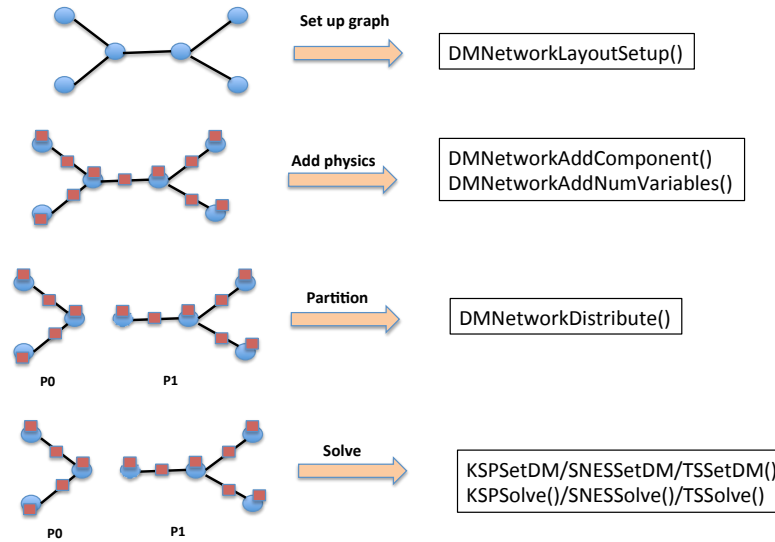 Set up graph
DMNetworkLayoutSetup()
Add physics
DMNetworkAddComponent()
DMNetworkAddNumVariables()
Partition
DMNetworkDistribute()
P0
P1
Solve
KSPSetDM/SNESSetDM/TSSetDM()
KSPSolve()/SNESSolve()/TSSolve()
P0
P1